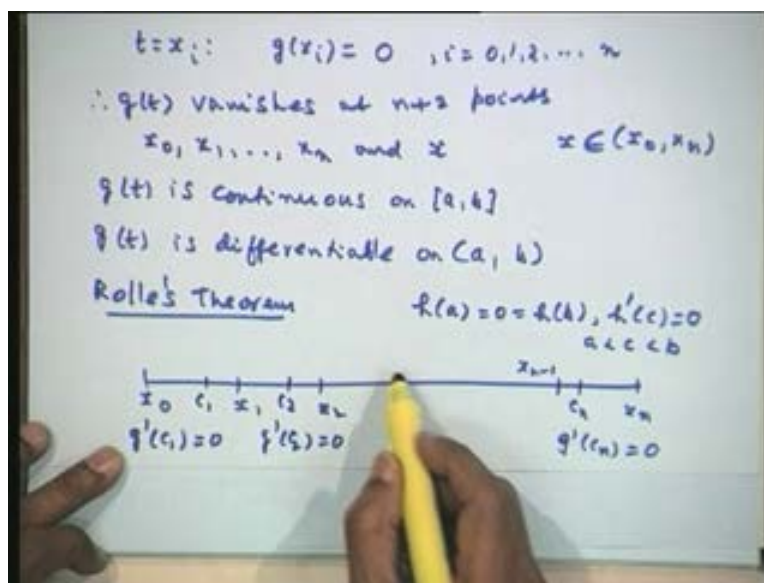 t = xᵢ : g(xᵢ) = 0 , i = 0, 1, 2, ... n
∴ g(t) vanishes at n+2 points
x₀, x₁, ..., xₙ and x x ∈ (x₀, xₙ)
g(t) is continuous on [a, b]
g(t) is differentiable on (a, b)
Rolle's Theorem h(a) = 0 = h(b), h'(c) = 0
a < c < b
xₙ₋₁
x₀ c₁ x₁ c₂ x₂ cₙ xₙ
g'(c₁) = 0 g'(c₂) = 0 g'(cₙ) = 0